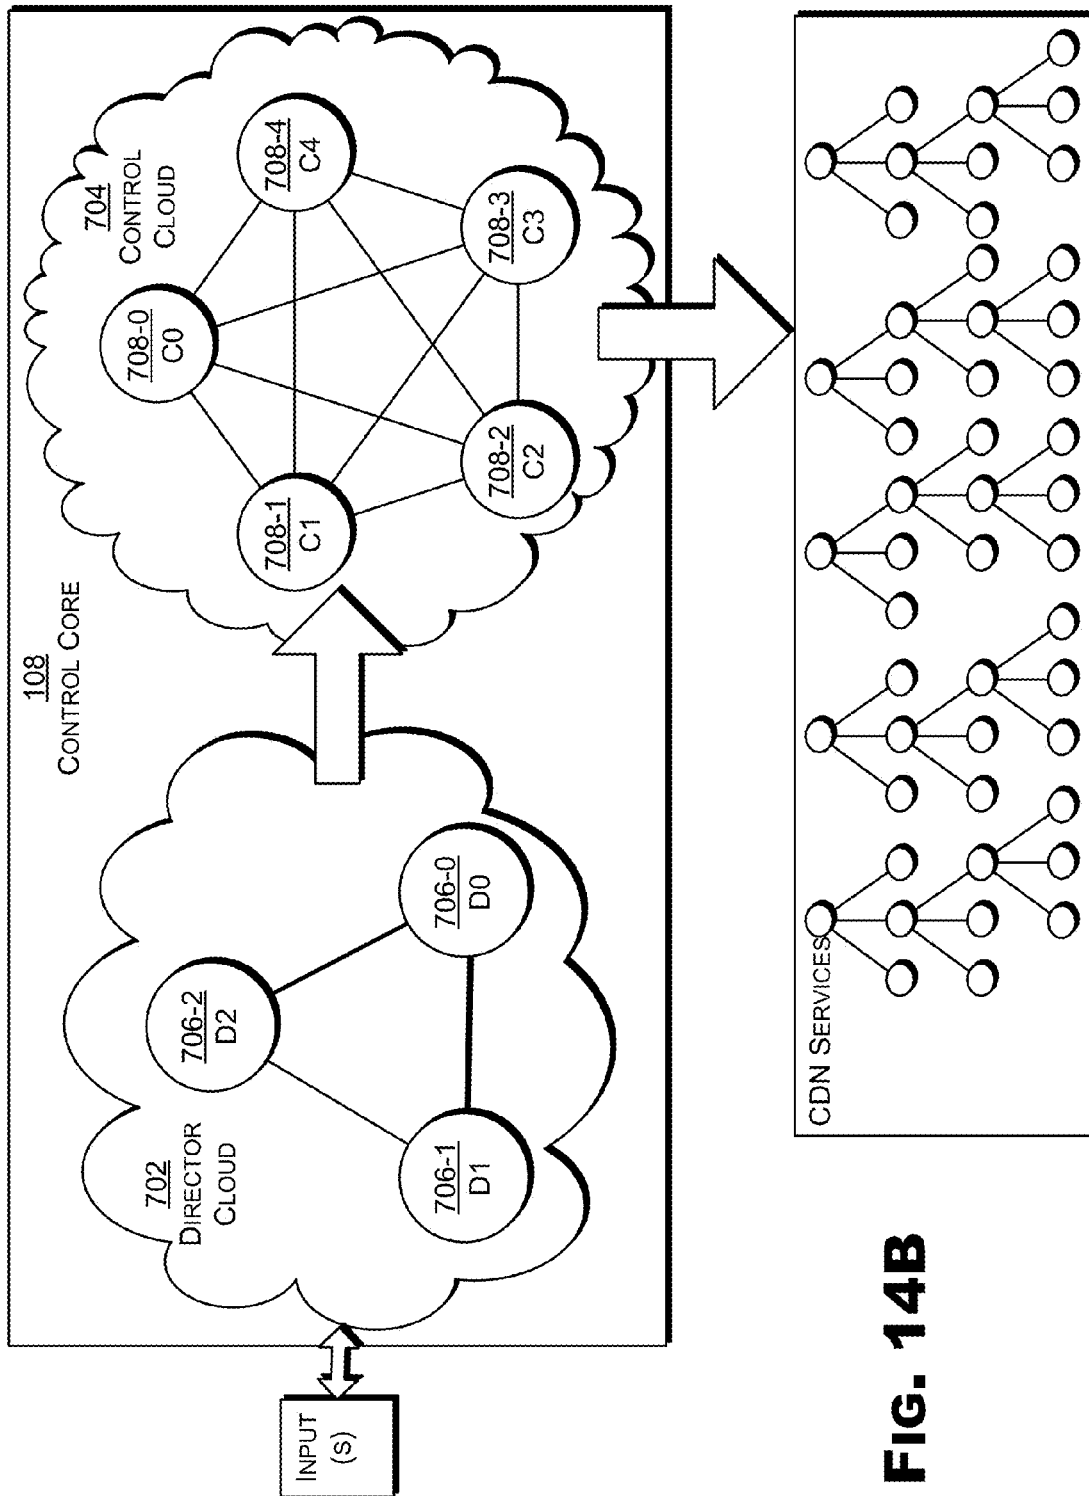 108
CONTROL CORE
702
DIRECTOR
CLOUD
706-2
D2
706-1
D1
706-0
D0
704
CONTROL
CLOUD
708-0
C0
708-1
C1
708-4
C4
708-2
C2
708-3
C3
INPUT
(s)
CDN SERVICES
FIG. 14B